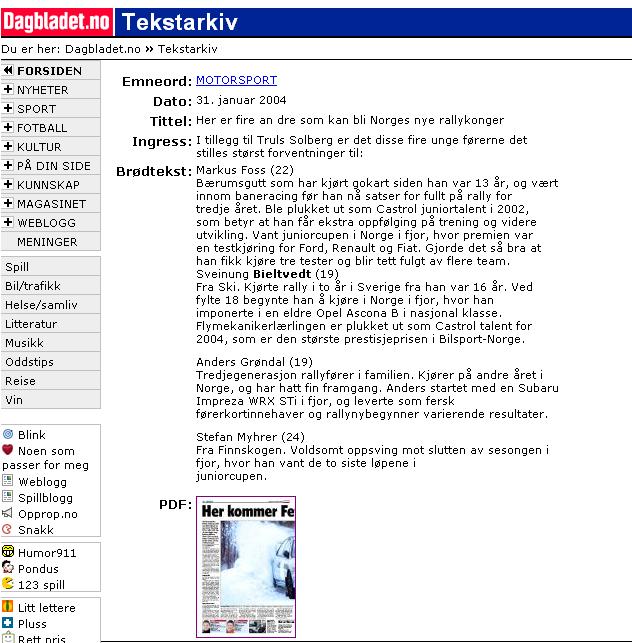 Dagbladet.no Tekstarkiv
Du er her: Dagbladet.no » Tekstarkiv
FORSIDEN
NYHETER
SPORT
FOTBALL
KULTUR
PÅ DIN SIDE
KUNNSKAP
MAGASINET
WEBLOGG
MENINGER
Spill
Bil/trafikk
Helse/samliv
Litteratur
Musikk
Oddstips
Reise
Vin
Blink
Noen som
passer for meg
Weblogg
Spillblogg
Opprop.no
Snakk
Humor911
Pondus
123 spill
Litt lettere
Pluss
Rett pris
Emneord: MOTORSPORT
Dato: 31. januar 2004
Tittel: Her er fire an dre som kan bli Norges nye rallykonger
Ingress: I tillegg til Truls Solberg er det disse fire unge førerne det
stilles størst forventninger til:
Brødtekst: Markus Foss (22)
Bærumsgutt som har kjørt gokart siden han var 13 år, og vært
innom baneracing før han nå satser for fullt på rally for
tredje året. Ble plukket ut som Castrol juniortalent i 2002,
som betyr at han får ekstra oppfølging på trening og videre
utvikling. Vant juniorcupen i Norge i fjor, hvor premien var
en testkjøring for Ford, Renault og Fiat. Gjorde det så bra at
han fikk kjøre tre tester og blir tett fulgt av flere team.
Sveinung Bieltvedt (19)
Fra Ski. Kjørte rally i to år i Sverige fra han var 16 år. Ved
fylte 18 begynte han å kjøre i Norge i fjor, hvor han
imponerte i en eldre Opel Ascona B i nasjonal klasse.
Flymekanikerlærlingen er plukket ut som Castrol talent for
2004, som er den største prestisjeprisen i Bilsport-Norge.
Anders Grøndal (19)
Tredjegenerasjon rallyfører i familien. Kjører på andre året i
Norge, og har hatt fin framgang. Anders startet med en Subaru
Impreza WRX STi i fjor, og leverte som fersk
førerkortinnehaver og rallynybegynner varierende resultater.
Stefan Myhrer (24)
Fra Finnskogen. Voldsomt oppsving mot slutten av sesongen i
fjor, hvor han vant de to siste løpene i
juniorcupen.
PDF:
Her kommer Fe